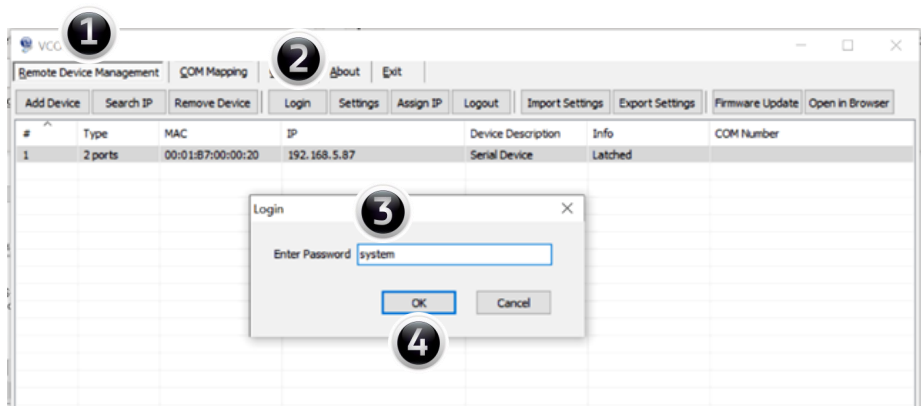 1
VCO
2
Remote Device Management COM Mapping About Exit
Add Device Search IP Remove Device Login Settings Assign IP Logout Import Settings Export Settings Firmware Update Open in Browser
# Type MAC IP Device Description Info COM Number
1 2 ports 00:01:B7:00:00:20 192.168.5.87 Serial Device Latched
Login
3
Enter Password system
OK Cancel
4